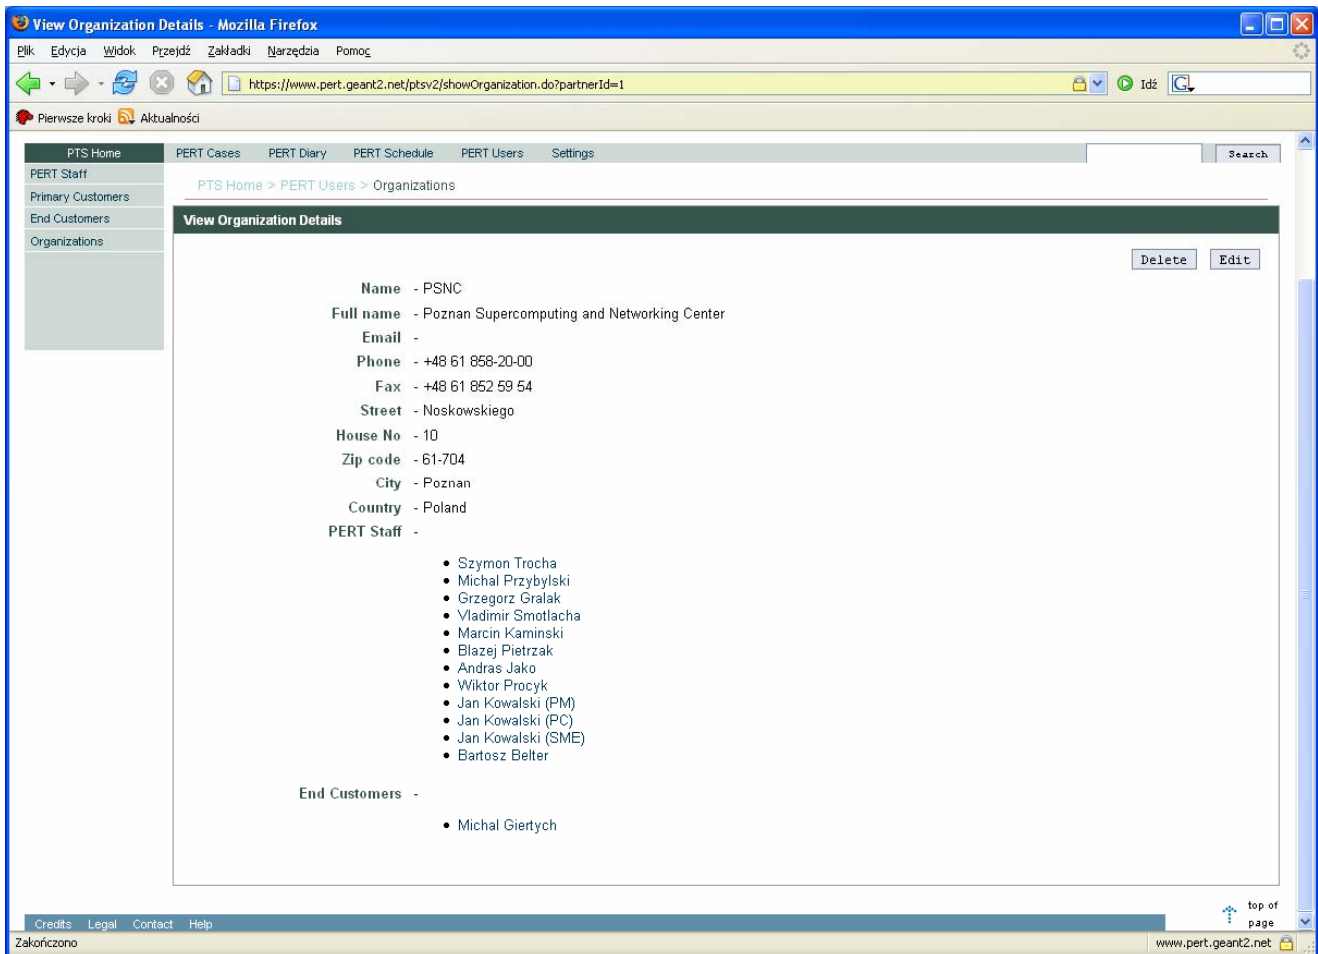 View Organization Details - Mozilla Firefox
Plik Edycja Widok Przejdź Zakładki Narzędzia Pomoc
https://www.pert.geant2.net/ptsv2/showOrganization.do?partnerId=1 Idź G
Pierwsze kroki Aktualności
PTS Home PERT Cases PERT Diary PERT Schedule PERT Users Settings Search
PERT Staff
Primary Customers
End Customers
Organizations
PTS Home > PERT Users > Organizations
View Organization Details
Delete Edit
Name - PSNC
Full name - Poznan Supercomputing and Networking Center
Email -
Phone - +48 61 858-20-00
Fax - +48 61 852 59 54
Street - Noskowskiego
House No - 10
Zip code - 61-704
City - Poznan
Country - Poland
PERT Staff -
• Szymon Trocha
• Michal Przybylski
• Grzegorz Gralak
• Vladimir Smotlacha
• Marcin Kaminski
• Blazej Pietrzak
• Andras Jako
• Wiktor Procyk
• Jan Kowalski (PM)
• Jan Kowalski (PC)
• Jan Kowalski (SME)
• Bartosz Belter
End Customers -
• Michal Giertych
top of
page
Credits Legal Contact Help
Zakończono www.pert.geant2.net